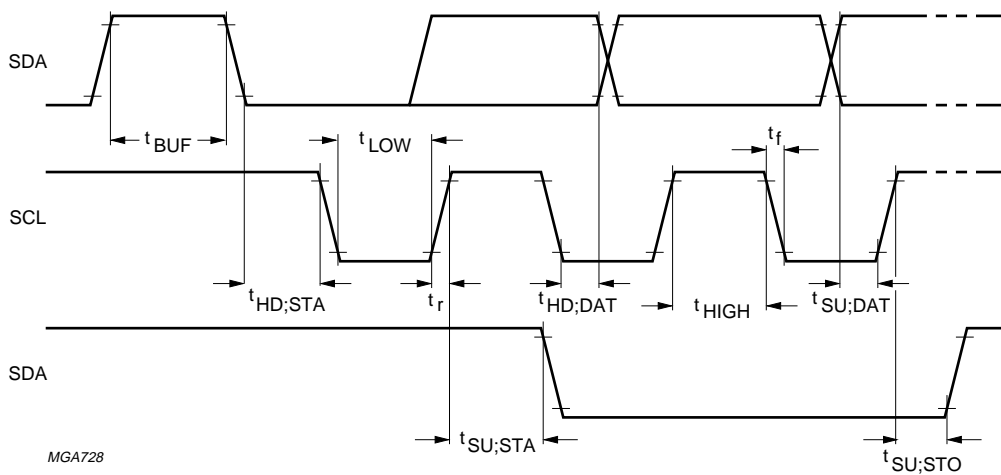 SDA
t BUF
t LOW
t f
SCL
t HD;STA
t r
t HD;DAT
t HIGH
t SU;DAT
SDA
t SU;STA
t SU;STO
MGA728